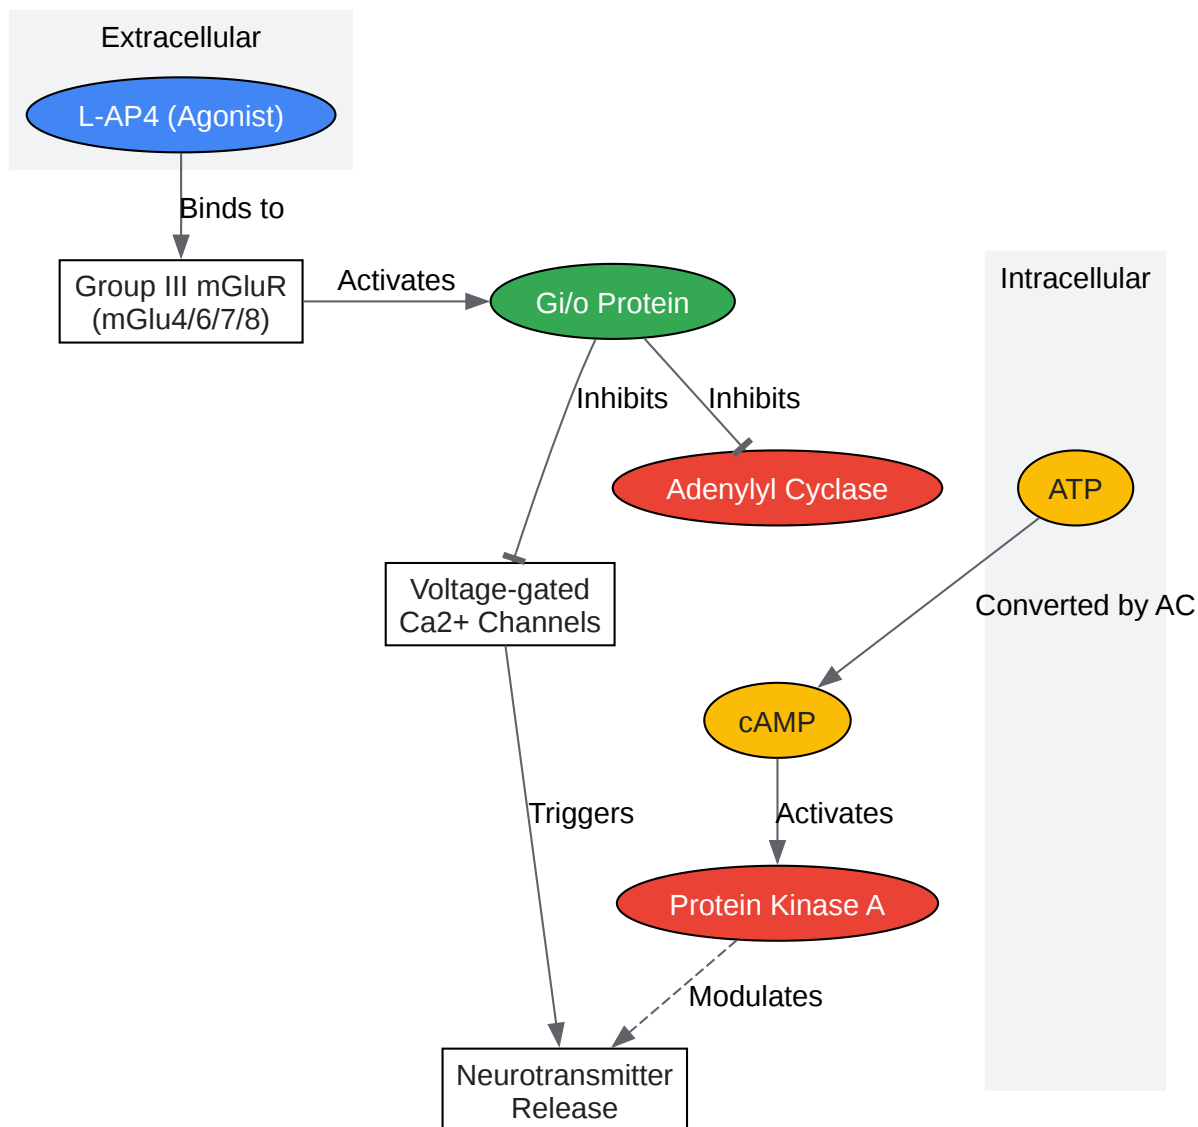 Extracellular
L-AP4 (Agonist)
Binds to
Group III mGluR
(mGlu4/6/7/8)
Activates
Gi/o Protein
Intracellular
Inhibits
Inhibits
Adenylyl Cyclase
ATP
Voltage-gated
Ca2+ Channels
Converted by AC
cAMP
Triggers
Activates
Protein Kinase A
Modulates
Neurotransmitter
Release